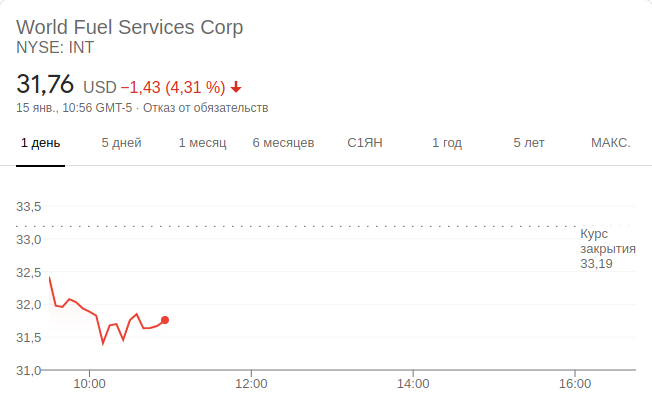 World Fuel Services Corp
NYSE: INT
31,76 USD −1,43 (4,31 %)
15 янв., 10:56 GMT-5 · Отказ от обязательств
1 день 5 дней 1 месяц 6 месяцев С1ЯН 1 год 5 лет МАКС.
33,5
33,0
32,5
32,0
31,5
31,0
Курс
закрытия
33,19
10:00 12:00 14:00 16:00